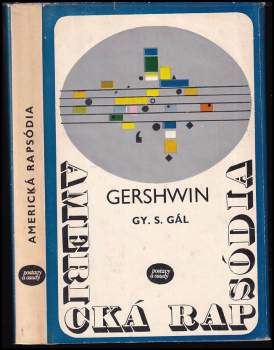 AMERICKÁ RAPSÓDIA
postavy
a osudy
GERSHWIN
GY. S. GÁL
AMERICKÁ RAPSÓDIA
postavy
a osudy